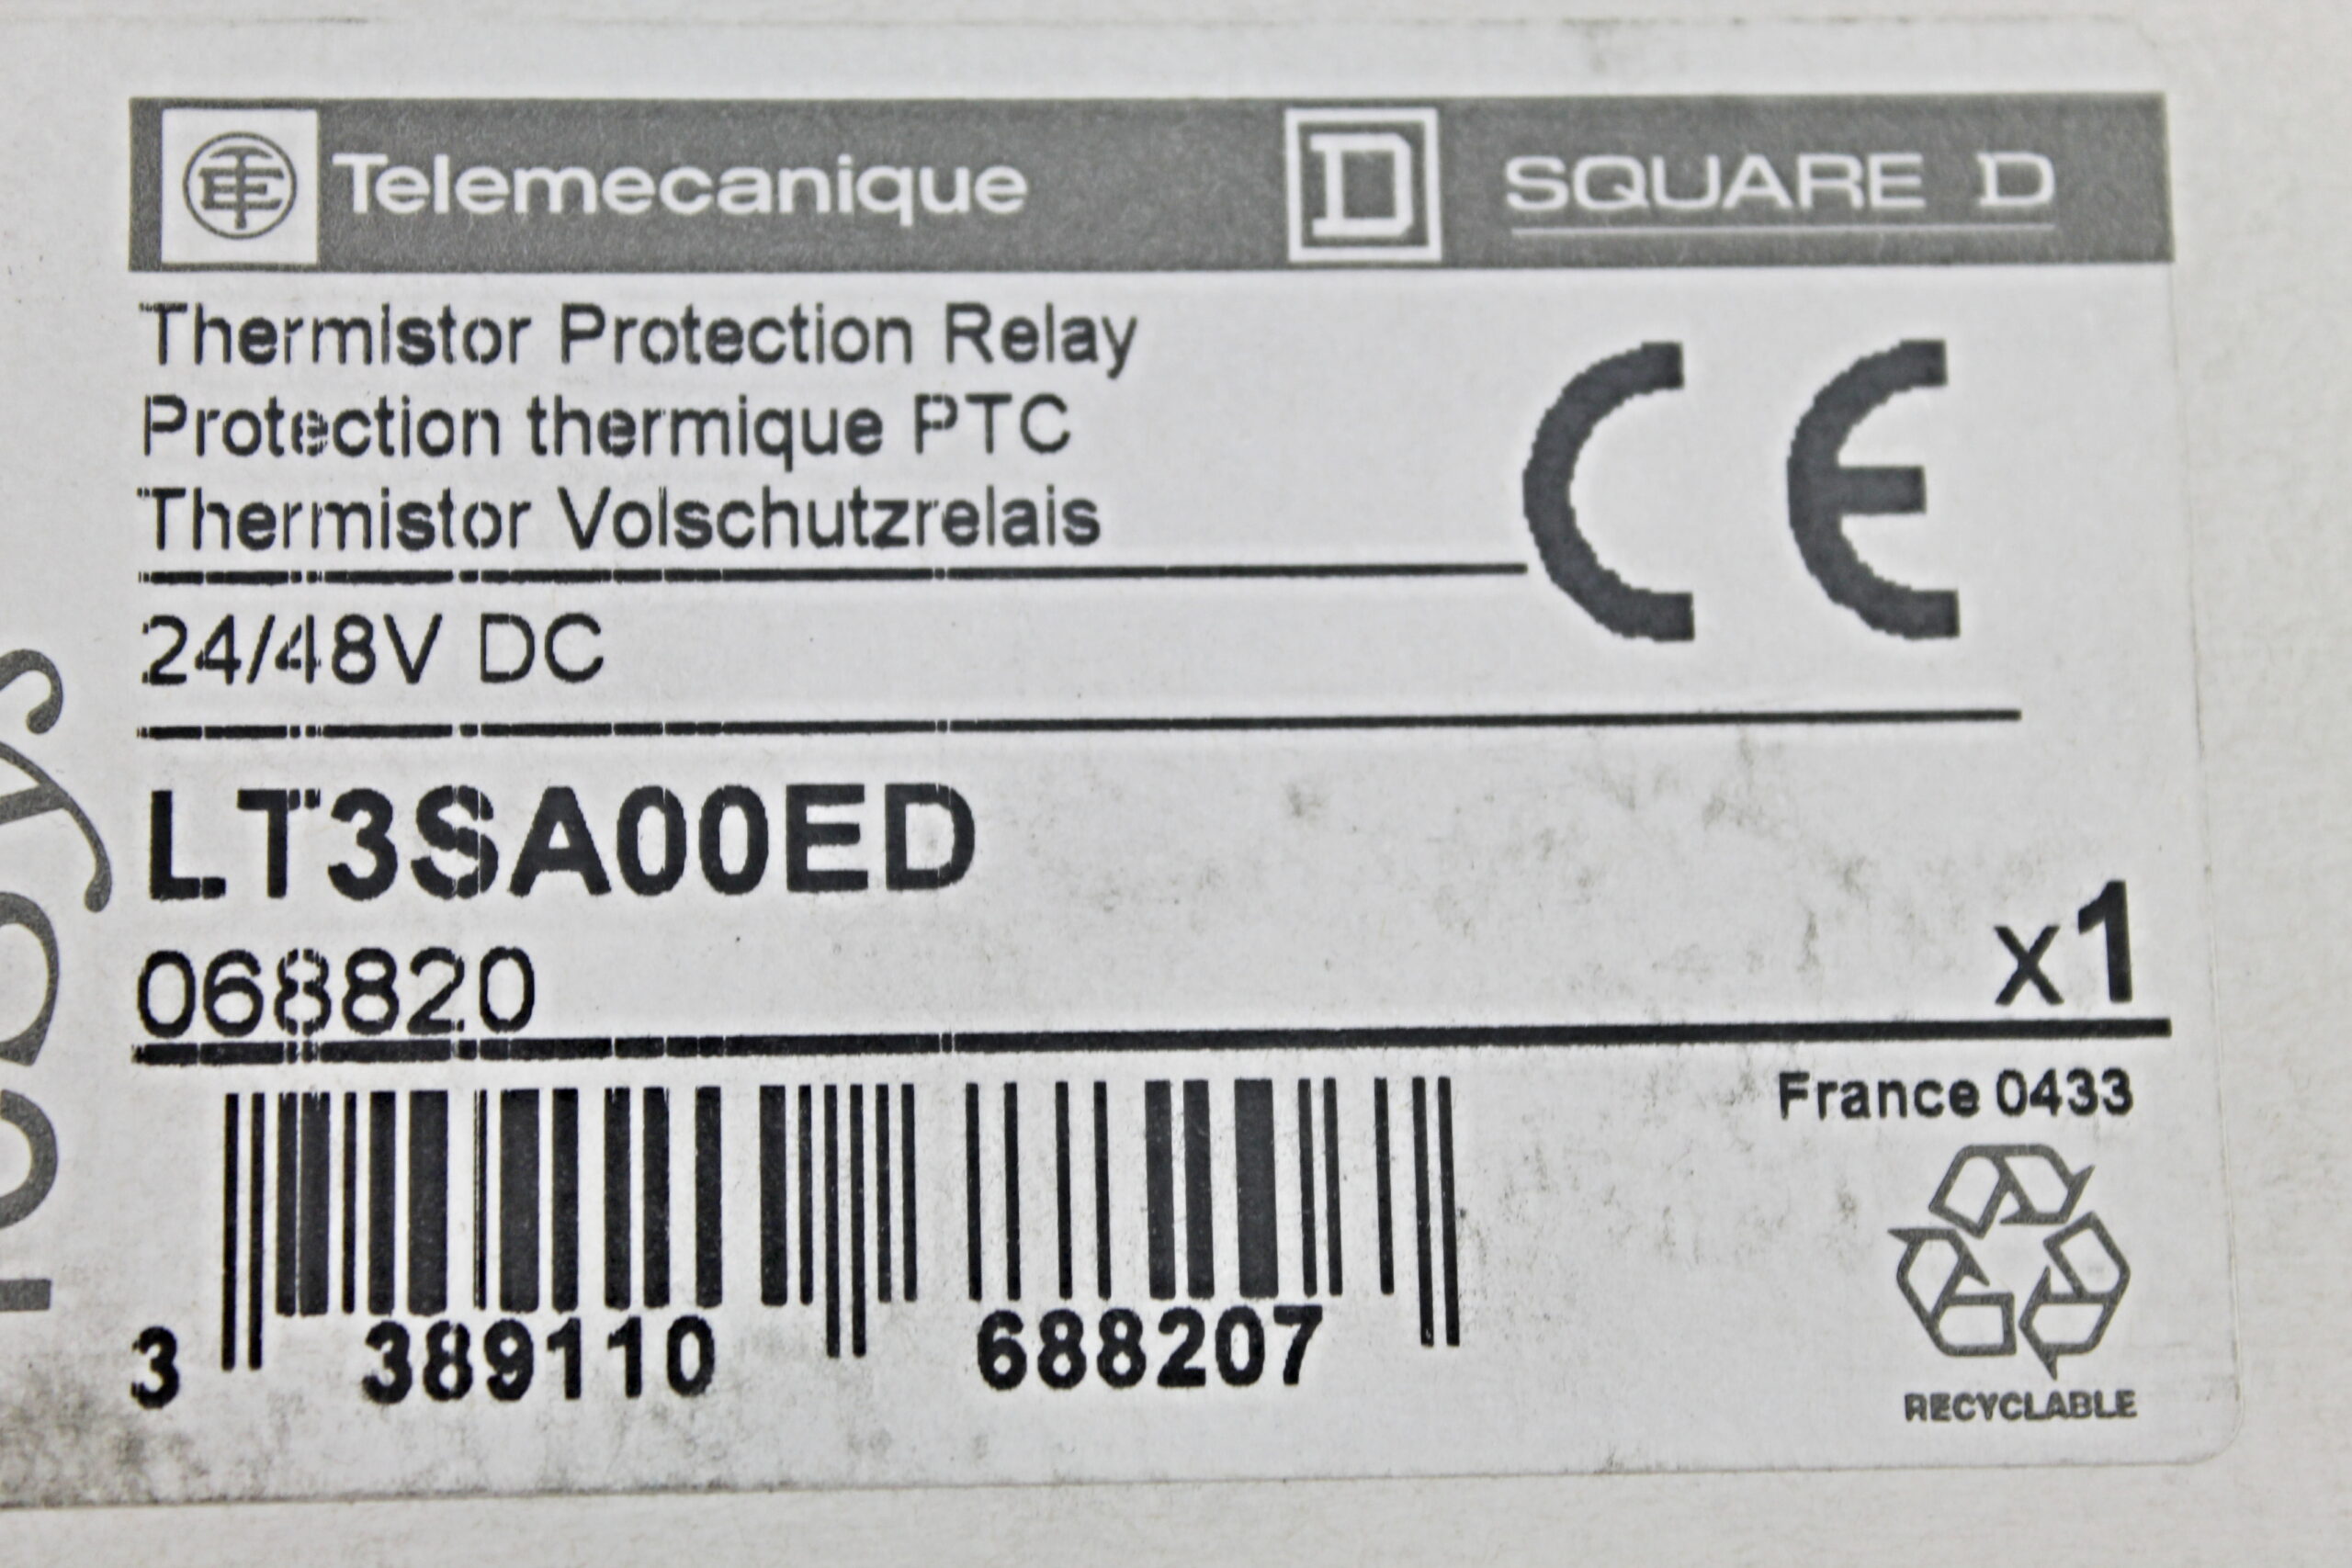 Telemecanique
D SQUARE D
Thermistor Protection Relay
Protection thermique PTC
Thermistor Volschutzrelais
CE
24/48V DC
LT3SA00ED
068820
x1
France 0433
3 389110 688207
RECYCLABLE